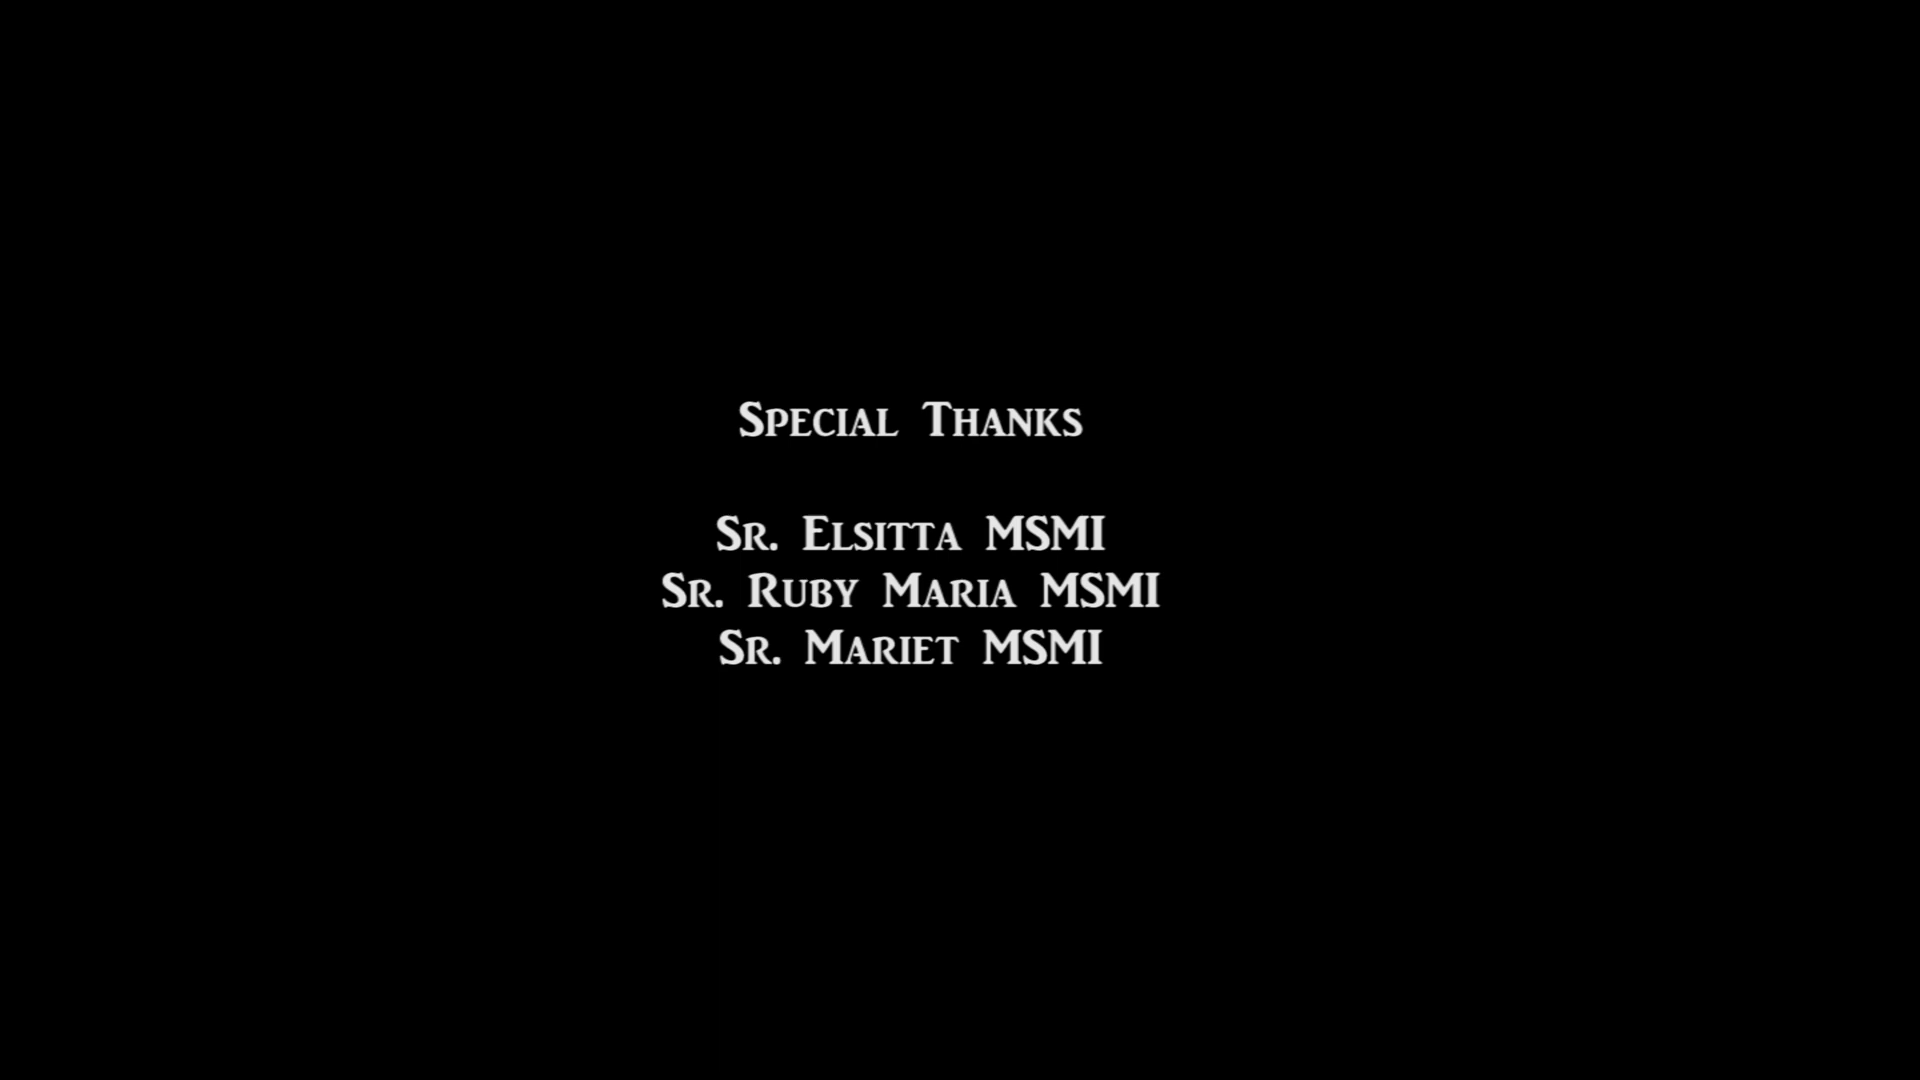 Special Thanks
Sr. Elsitta MSMI
Sr. Ruby Maria MSMI
Sr. Mariet MSMI